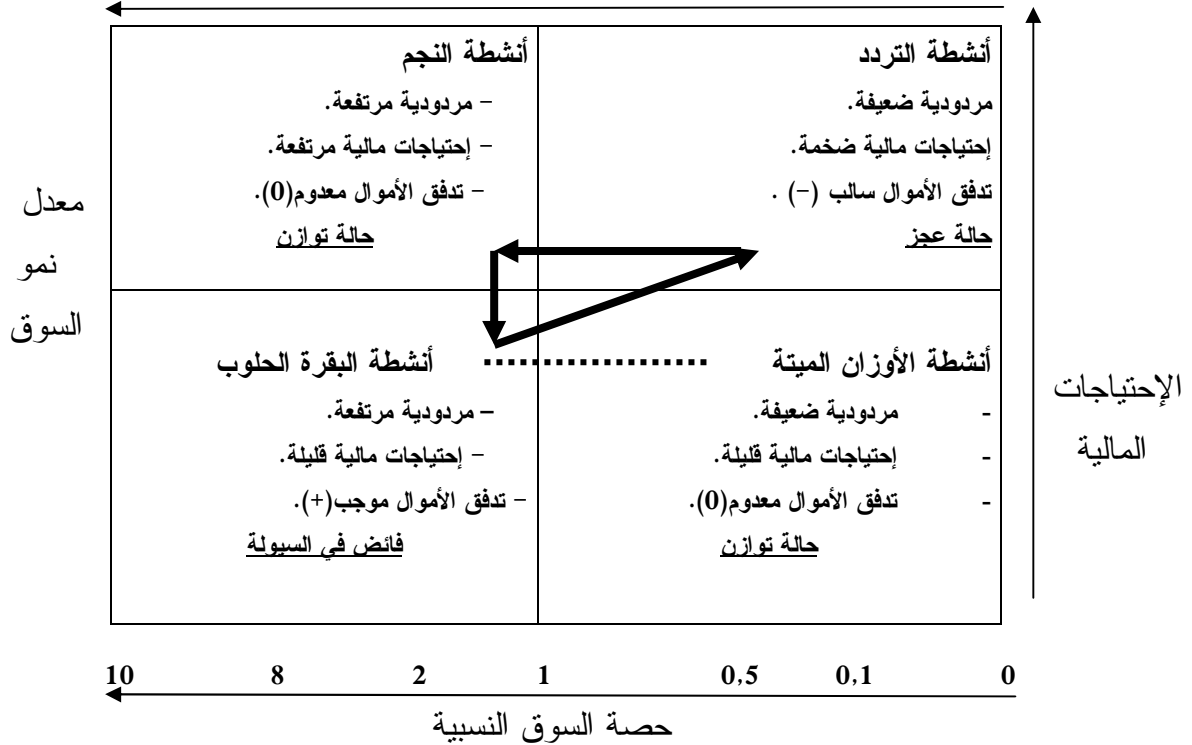 أنشطة التردد
مردودية ضعيفة.
إحتياجات مالية ضخمة.
تدفق الأموال سالب (-) .
حالة عجز
أنشطة النجم
- مردودية مرتفعة.
- إحتياجات مالية مرتفعة.
- تدفق الأموال معدوم(0).
حالة توازن
معدل
نمو
السوق
أنشطة الأوزان الميتة
- مردودية ضعيفة.
- إحتياجات مالية قليلة.
- تدفق الأموال معدوم(0).
حالة توازن
أنشطة البقرة الحلوب
- مردودية مرتفعة.
- إحتياجات مالية قليلة.
- تدفق الأموال موجب(+).
فائض في السيولة
الإحتياجات
المالية
10 8 2 1 0,5 0,1 0
حصة السوق النسبية